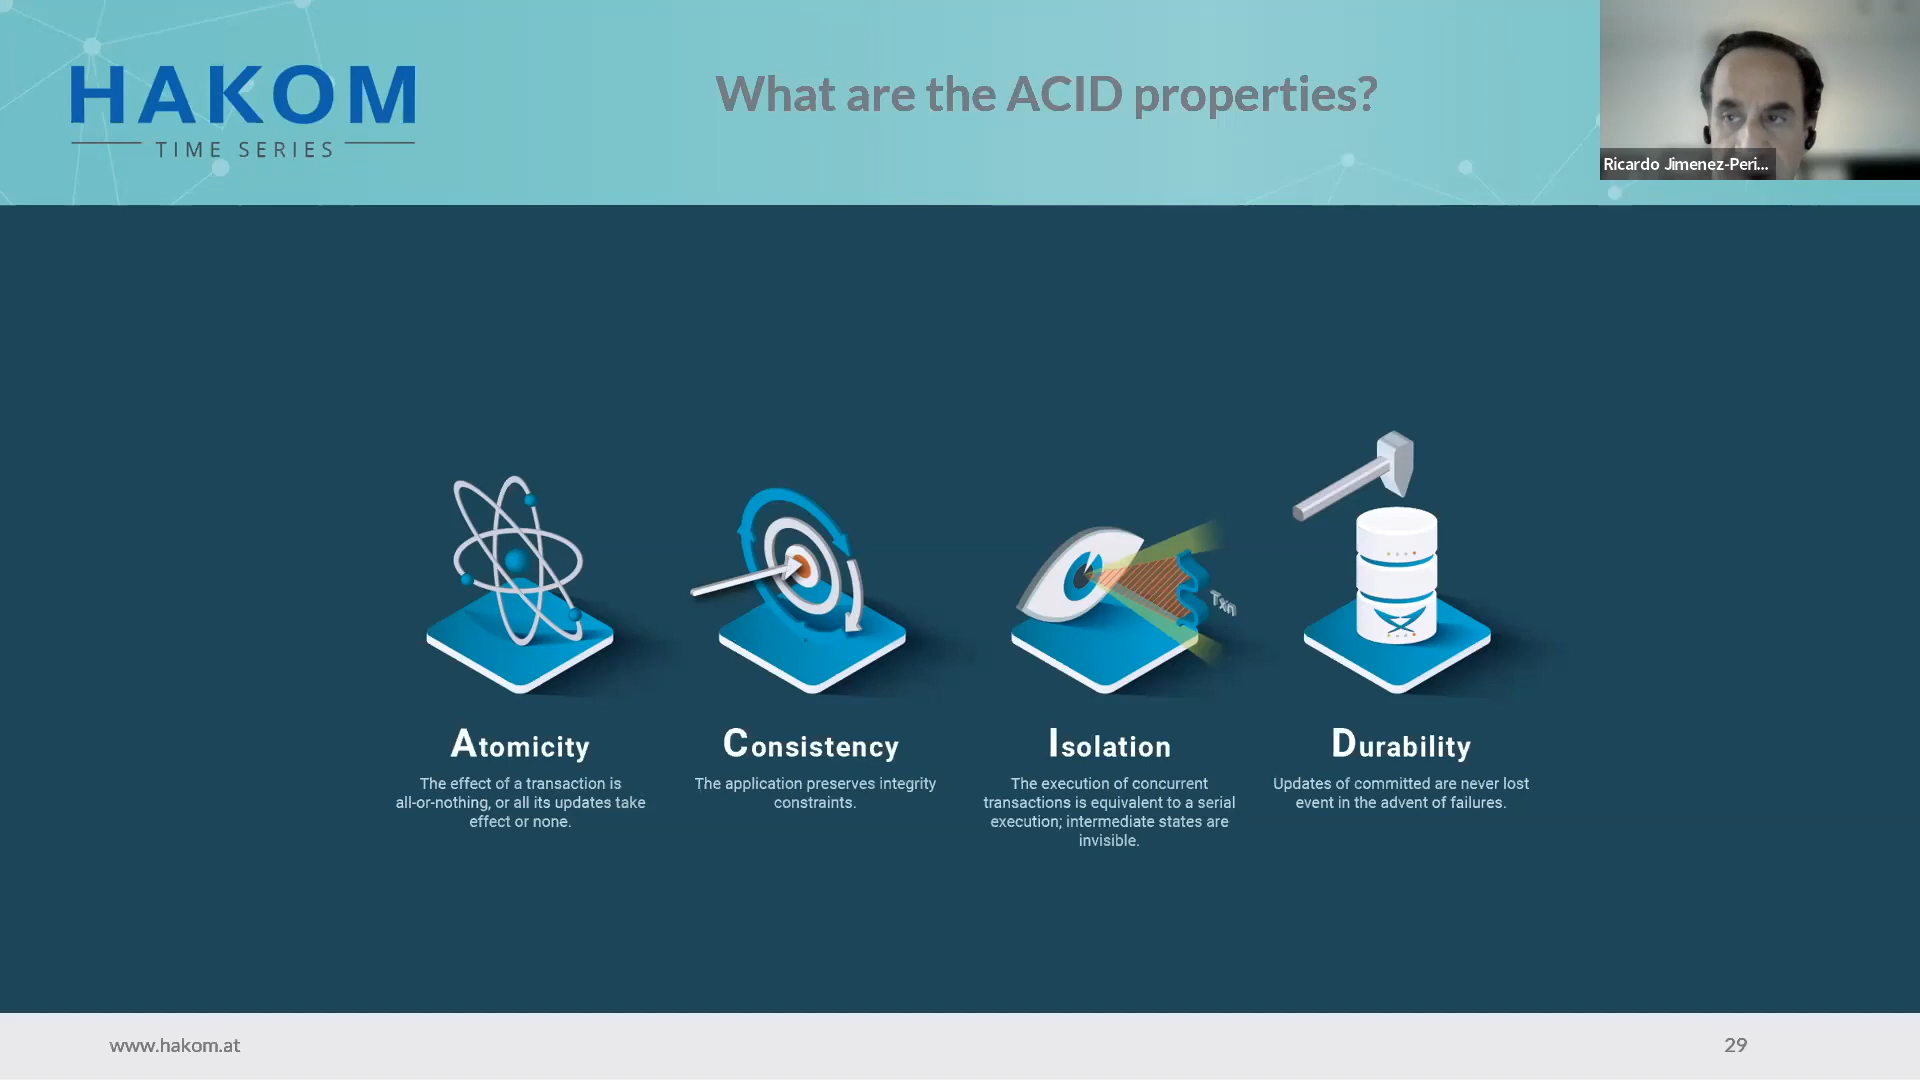 HAKOM
TIME SERIES
What are the ACID properties?
Ricardo Jimenez-Peri...
Txn
Atomicity
The effect of a transaction is
all-or-nothing, or all its updates take
effect or none.
Consistency
The application preserves integrity
constraints.
Isolation
The execution of concurrent
transactions is equivalent to a serial
execution; intermediate states are
invisible.
Durability
Updates of committed are never lost
event in the advent of failures.
www.hakom.at
29